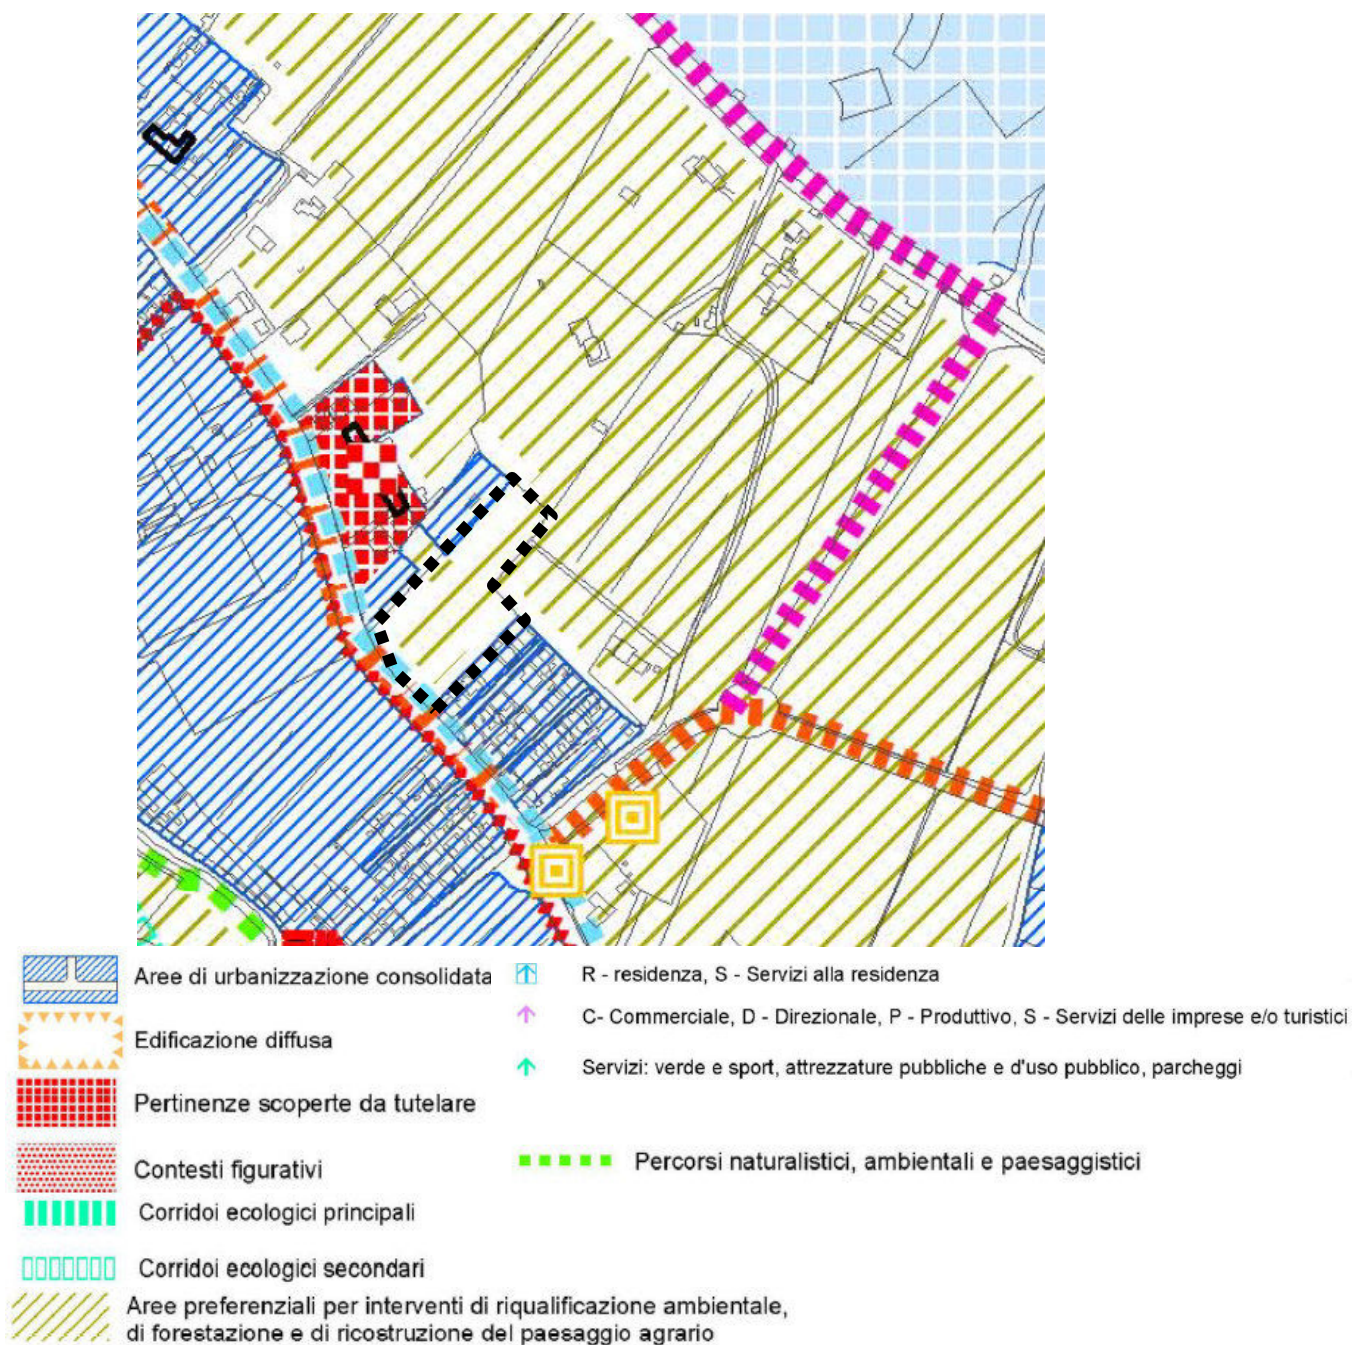 Aree di urbanizzazione consolidata
Edificazione diffusa
Pertinenze scoperte da tutelare
Contesti figurativi
Corridoi ecologici principali
Corridoi ecologici secondari
Aree preferenziali per interventi di riqualificazione ambientale,
di forestazione e di ricostruzione del paesaggio agrario
R - residenza, S - Servizi alla residenza
C- Commerciale, D - Direzionale, P - Produttivo, S - Servizi delle imprese e/o turistici
Servizi: verde e sport, attrezzature pubbliche e d'uso pubblico, parcheggi
Percorsi naturalistici, ambientali e paesaggistici